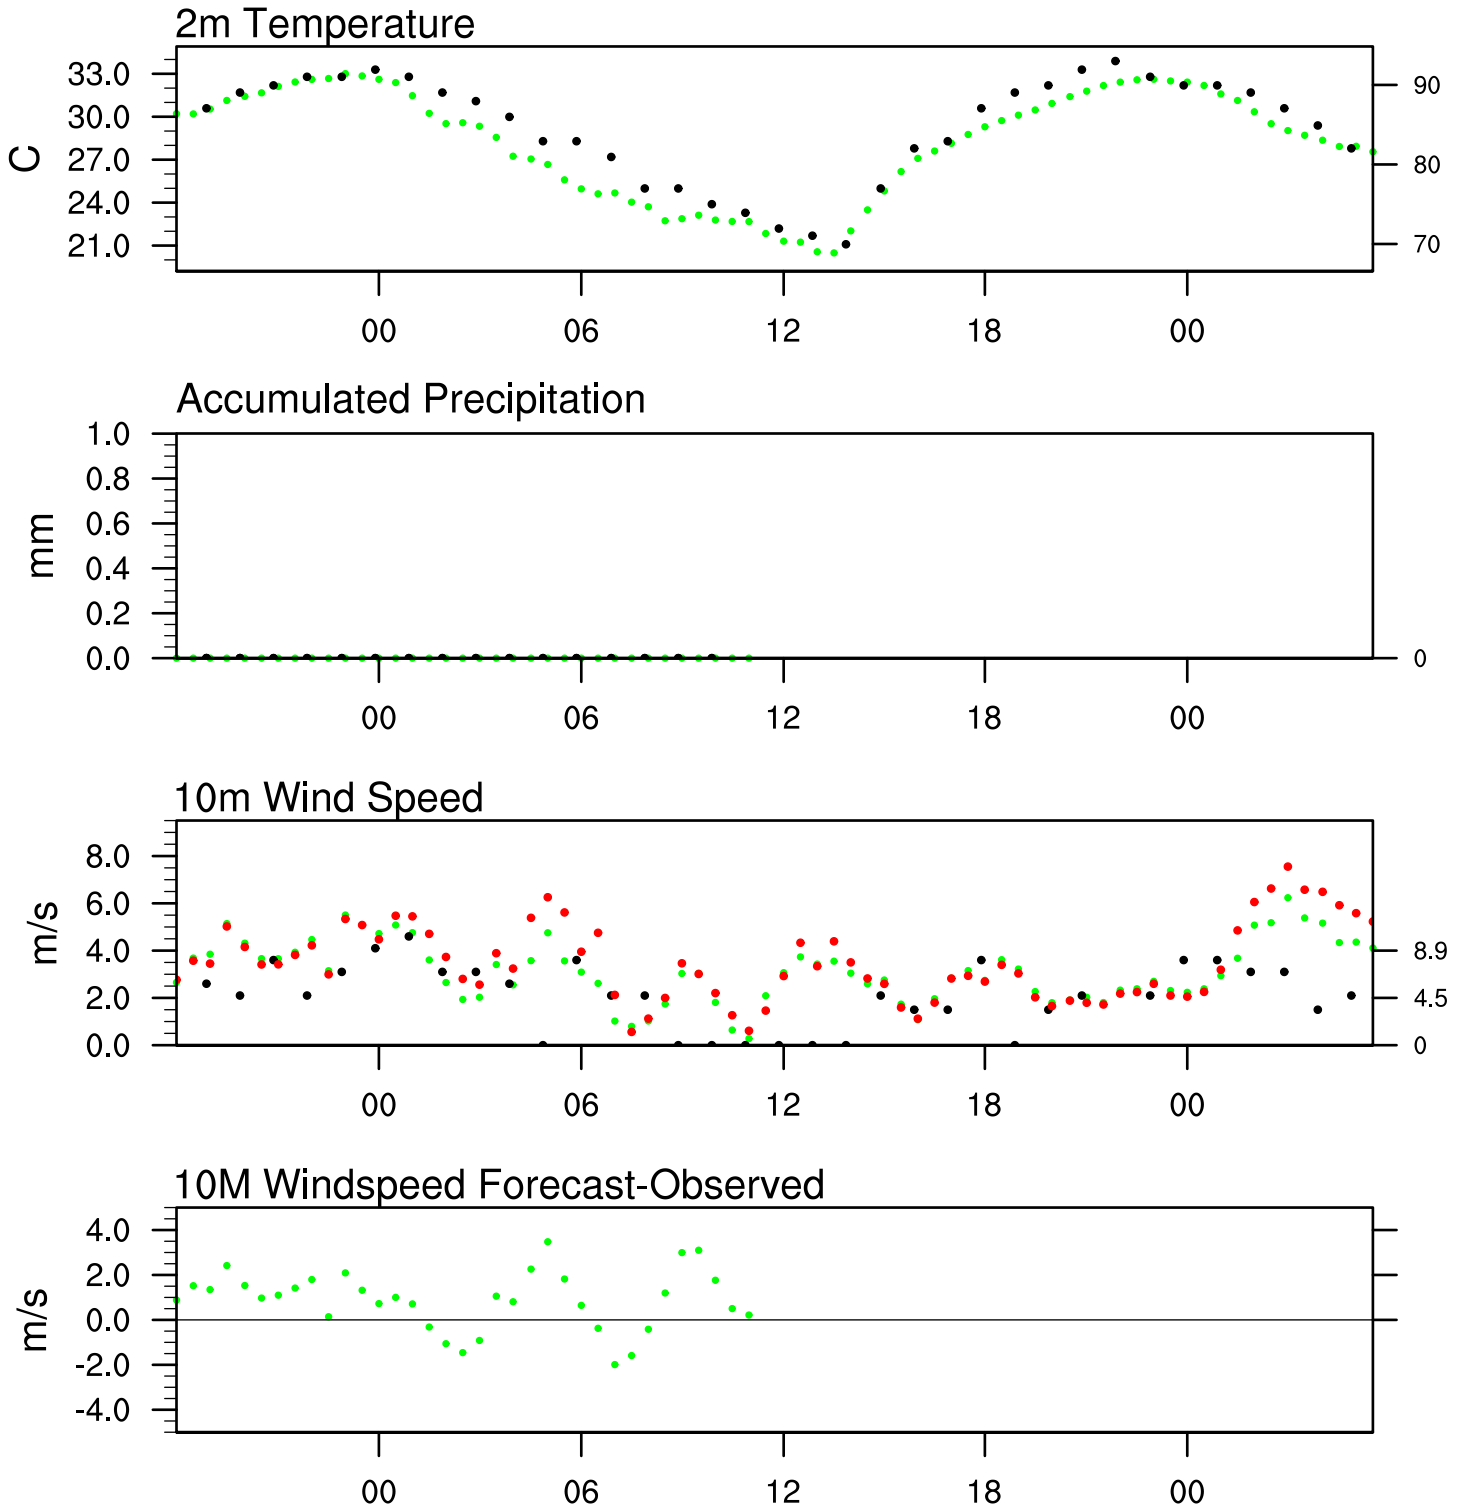 2m Temperature
33.0
30.0
27.0
24.0
21.0
C
90
80
70
00 06 12 18 00
Accumulated Precipitation
1.0
0.8
0.6
0.4
0.2
0.0
mm
0
00 06 12 18 00
10m Wind Speed
8.0
6.0
4.0
2.0
0.0
m/s
8.9
4.5
0
00 06 12 18 00
10M Windspeed Forecast-Observed
4.0
2.0
0.0
-2.0
-4.0
m/s
00 06 12 18 00